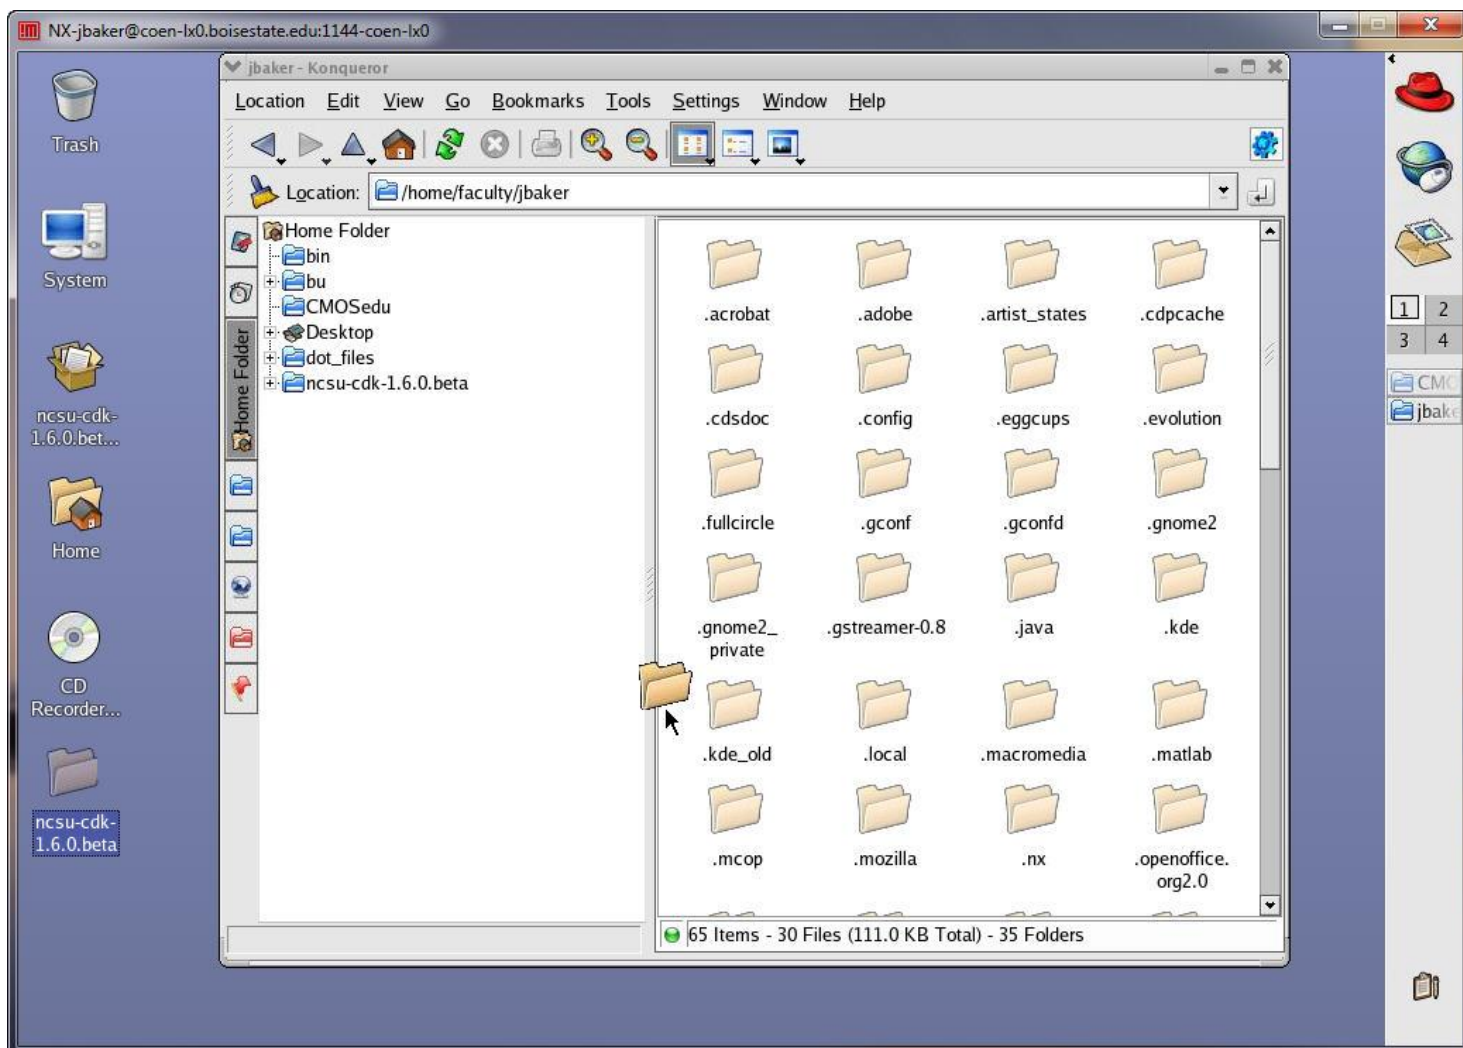 NX-jbaker@coen-lx0.boisestate.edu:1144-coen-lx0
Trash
System
ncsu-cdk-
1.6.0.bet...
Home
CD
Recorder...
ncsu-cdk-
1.6.0.beta
jbaker - Konqueror
Location Edit View Go Bookmarks Tools Settings Window Help
Location: /home/faculty/jbaker
Home Folder
Home Folder
bin
bu
CMOSedu
Desktop
dot_files
ncsu-cdk-1.6.0.beta
.acrobat .adobe .artist_states .cdpcache
.cdsdoc .config .eggcups .evolution
.fullcircle .gconf .gconfd .gnome2
.gnome2_ .gstreamer-0.8 .java .kde
private
.kde_old .local .macromedia .matlab
.mcop .mozilla .nx .openoffice.
org2.0
65 Items - 30 Files (111.0 KB Total) - 35 Folders
1 2
3 4
CMO
jbake